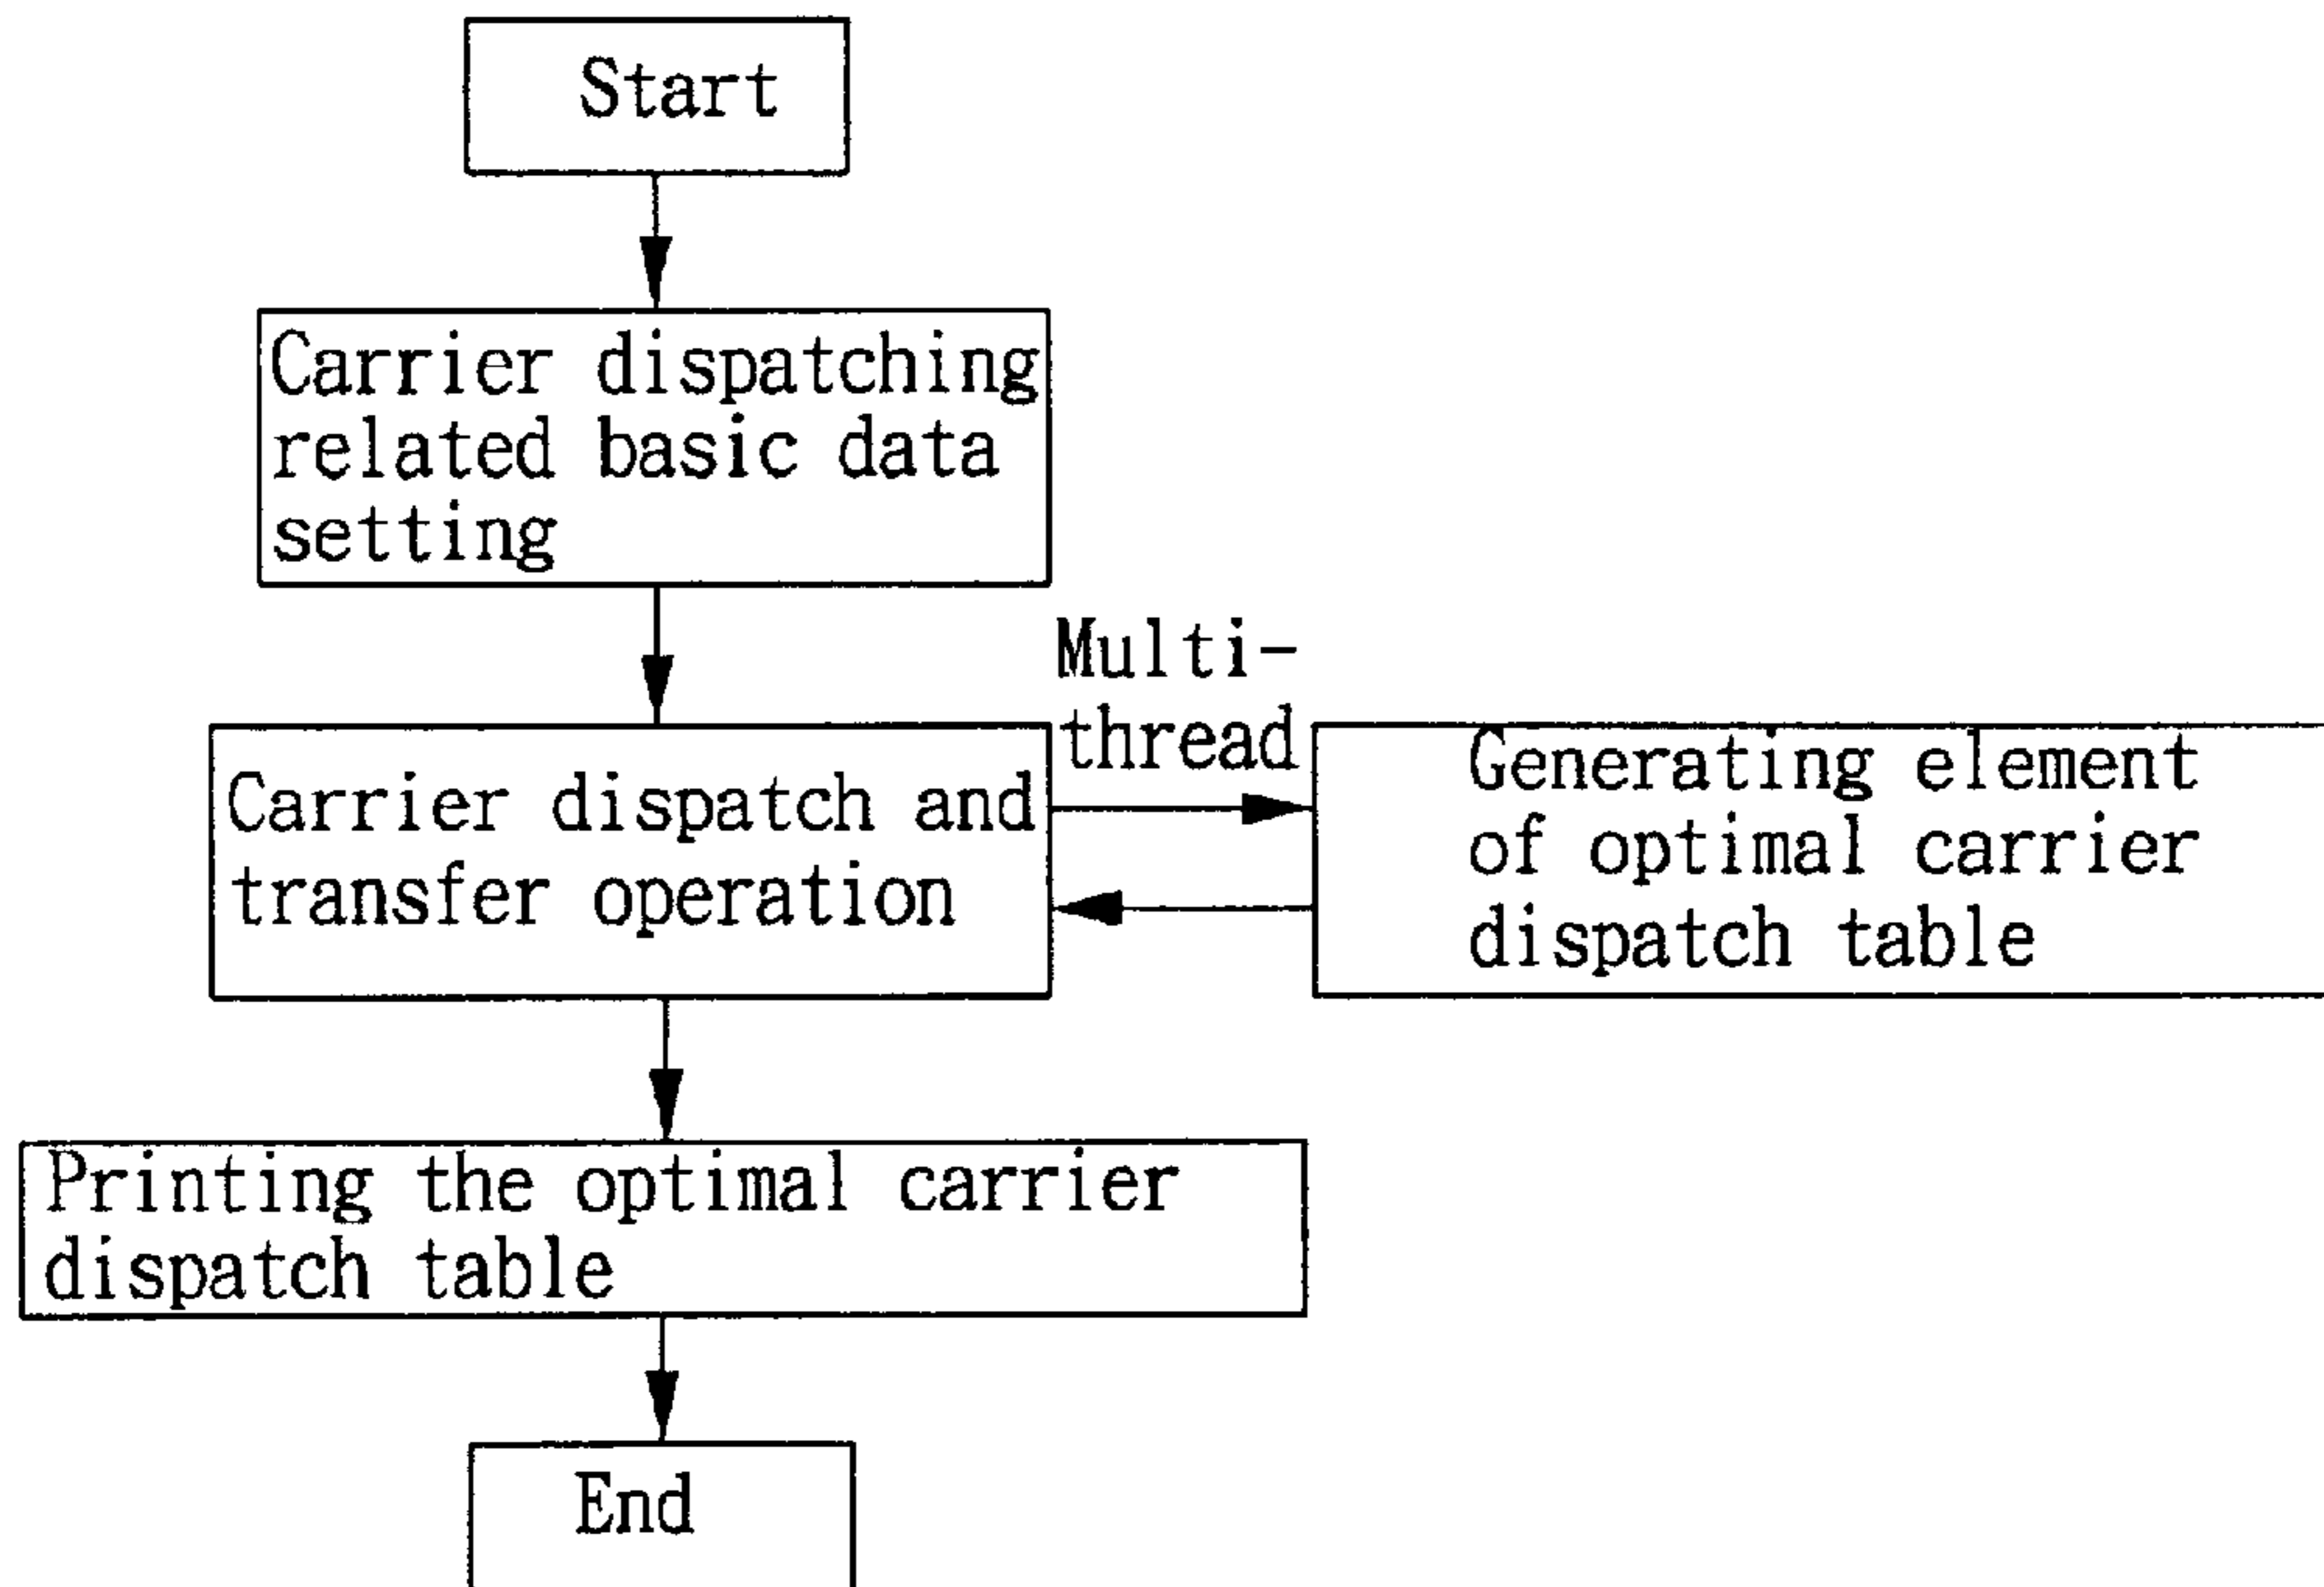 Start
Carrier dispatching
related basic data
setting
Multi-
thread
Carrier dispatch and
transfer operation
Generating element
of optimal carrier
dispatch table
Printing the optimal carrier
dispatch table
End